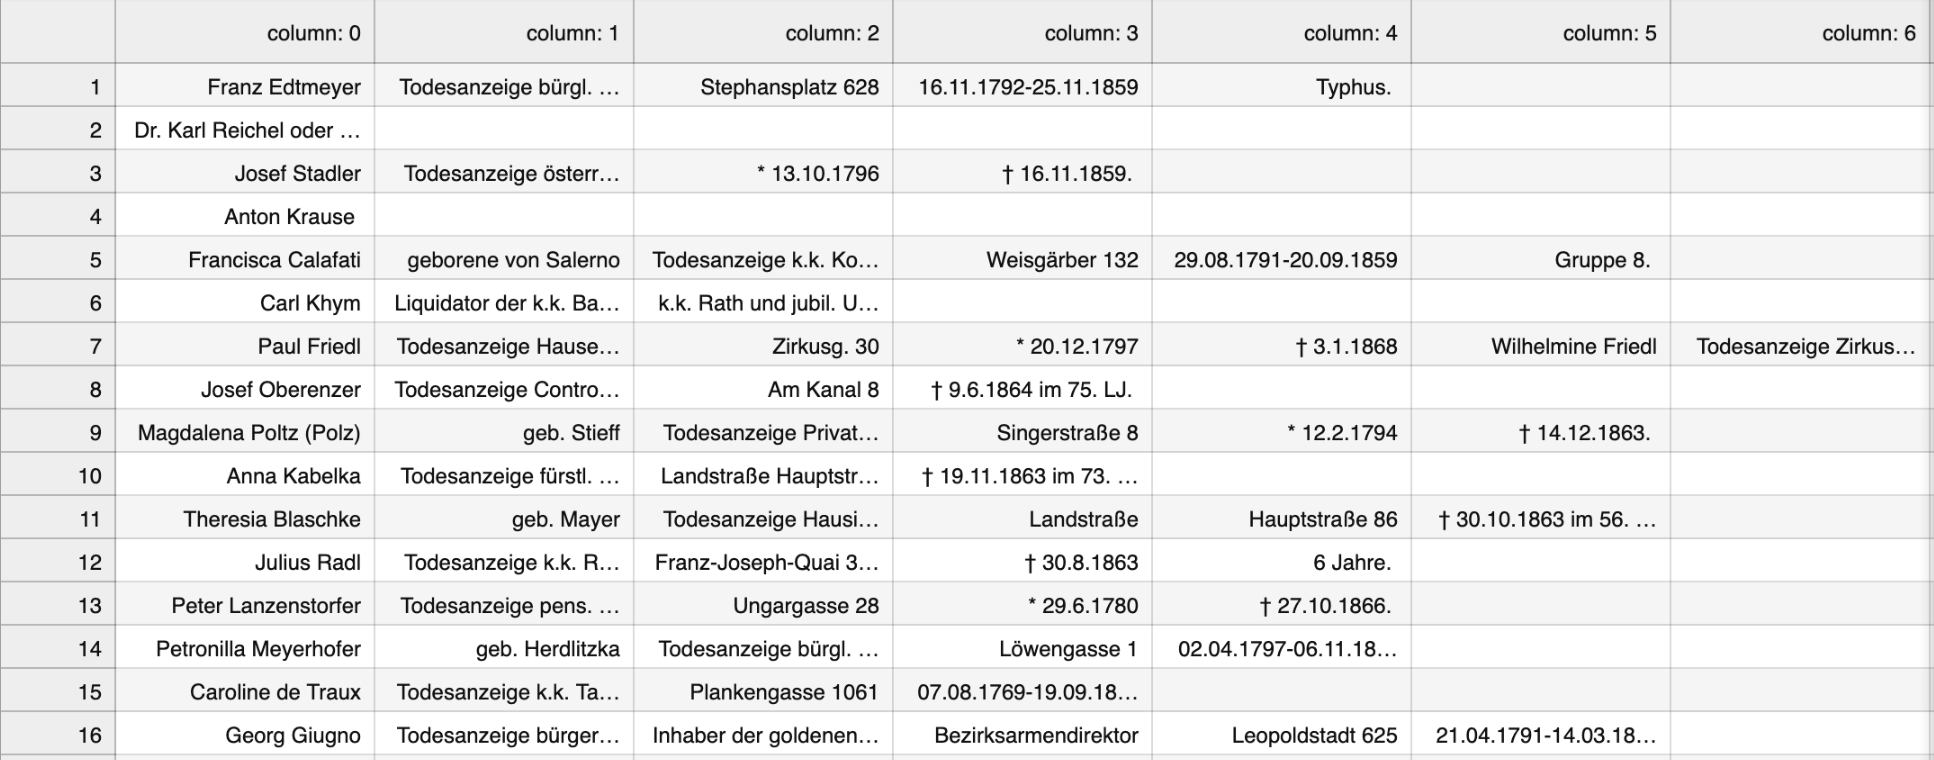 column: 0 column: 1 column: 2 column: 3 column: 4 column: 5 column: 6
1 Franz Edtmeyer Todesanzeige bürgl. … Stephansplatz 628 16.11.1792-25.11.1859 Typhus.
2 Dr. Karl Reichel oder …
3 Josef Stadler Todesanzeige österr… * 13.10.1796 † 16.11.1859.
4 Anton Krause
5 Francisca Calafati geborene von Salerno Todesanzeige k.k. Ko… Weisgärber 132 29.08.1791-20.09.1859 Gruppe 8.
6 Carl Khym Liquidator der k.k. Ba… k.k. Rath und jubil. U…
7 Paul Friedl Todesanzeige Hause… Zirkusg. 30 * 20.12.1797 † 3.1.1868 Wilhelmine Friedl Todesanzeige Zirkus…
8 Josef Oberenzer Todesanzeige Contro… Am Kanal 8 † 9.6.1864 im 75. LJ.
9 Magdalena Poltz (Polz) geb. Stieff Todesanzeige Privat… Singerstraße 8 * 12.2.1794 † 14.12.1863.
10 Anna Kabelka Todesanzeige fürstl. … Landstraße Hauptstr… † 19.11.1863 im 73. …
11 Theresia Blaschke geb. Mayer Todesanzeige Hausi… Landstraße Hauptstraße 86 † 30.10.1863 im 56. …
12 Julius Radl Todesanzeige k.k. R… Franz-Joseph-Quai 3… † 30.8.1863 6 Jahre.
13 Peter Lanzenstorfer Todesanzeige pens. … Ungargasse 28 * 29.6.1780 † 27.10.1866.
14 Petronilla Meyerhofer geb. Herdlitzka Todesanzeige bürgl. … Löwengasse 1 02.04.1797-06.11.18…
15 Caroline de Traux Todesanzeige k.k. Ta… Plankengasse 1061 07.08.1769-19.09.18…
16 Georg Giugno Todesanzeige bürger… Inhaber der goldenen… Bezirksarmendirektor Leopoldstadt 625 21.04.1791-14.03.18…